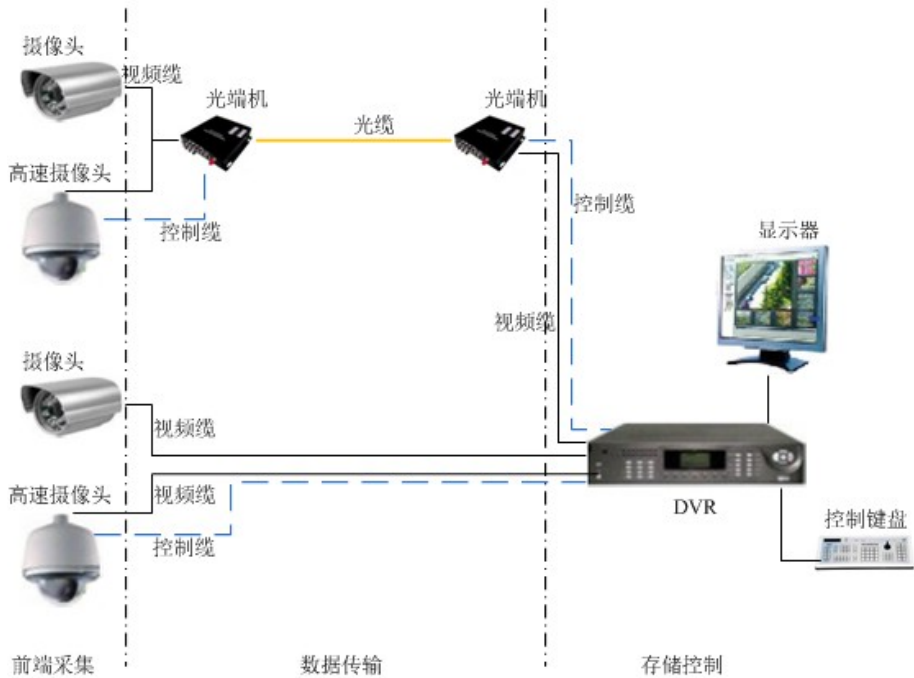 摄像头
视频缆
光端机
光缆
光端机
高速摄像头
控制缆
控制缆
显示器
视频缆
摄像头
视频缆
高速摄像头
视频缆
控制缆
DVR
控制键盘
前端采集
数据传输
存储控制